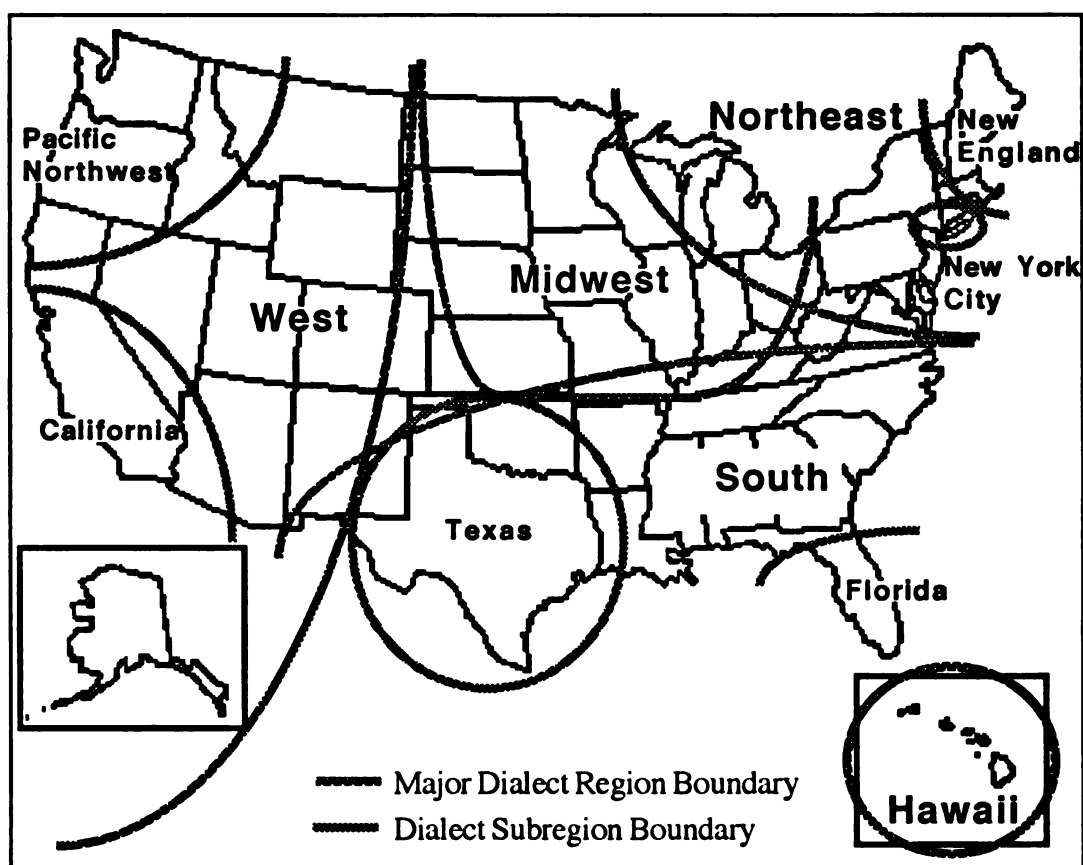 Northeast
New
England
Pacific
Northwest
Midwest
New York
City
West
California
South
Texas
Florida
Hawaii
Major Dialect Region Boundary
Dialect Subregion Boundary